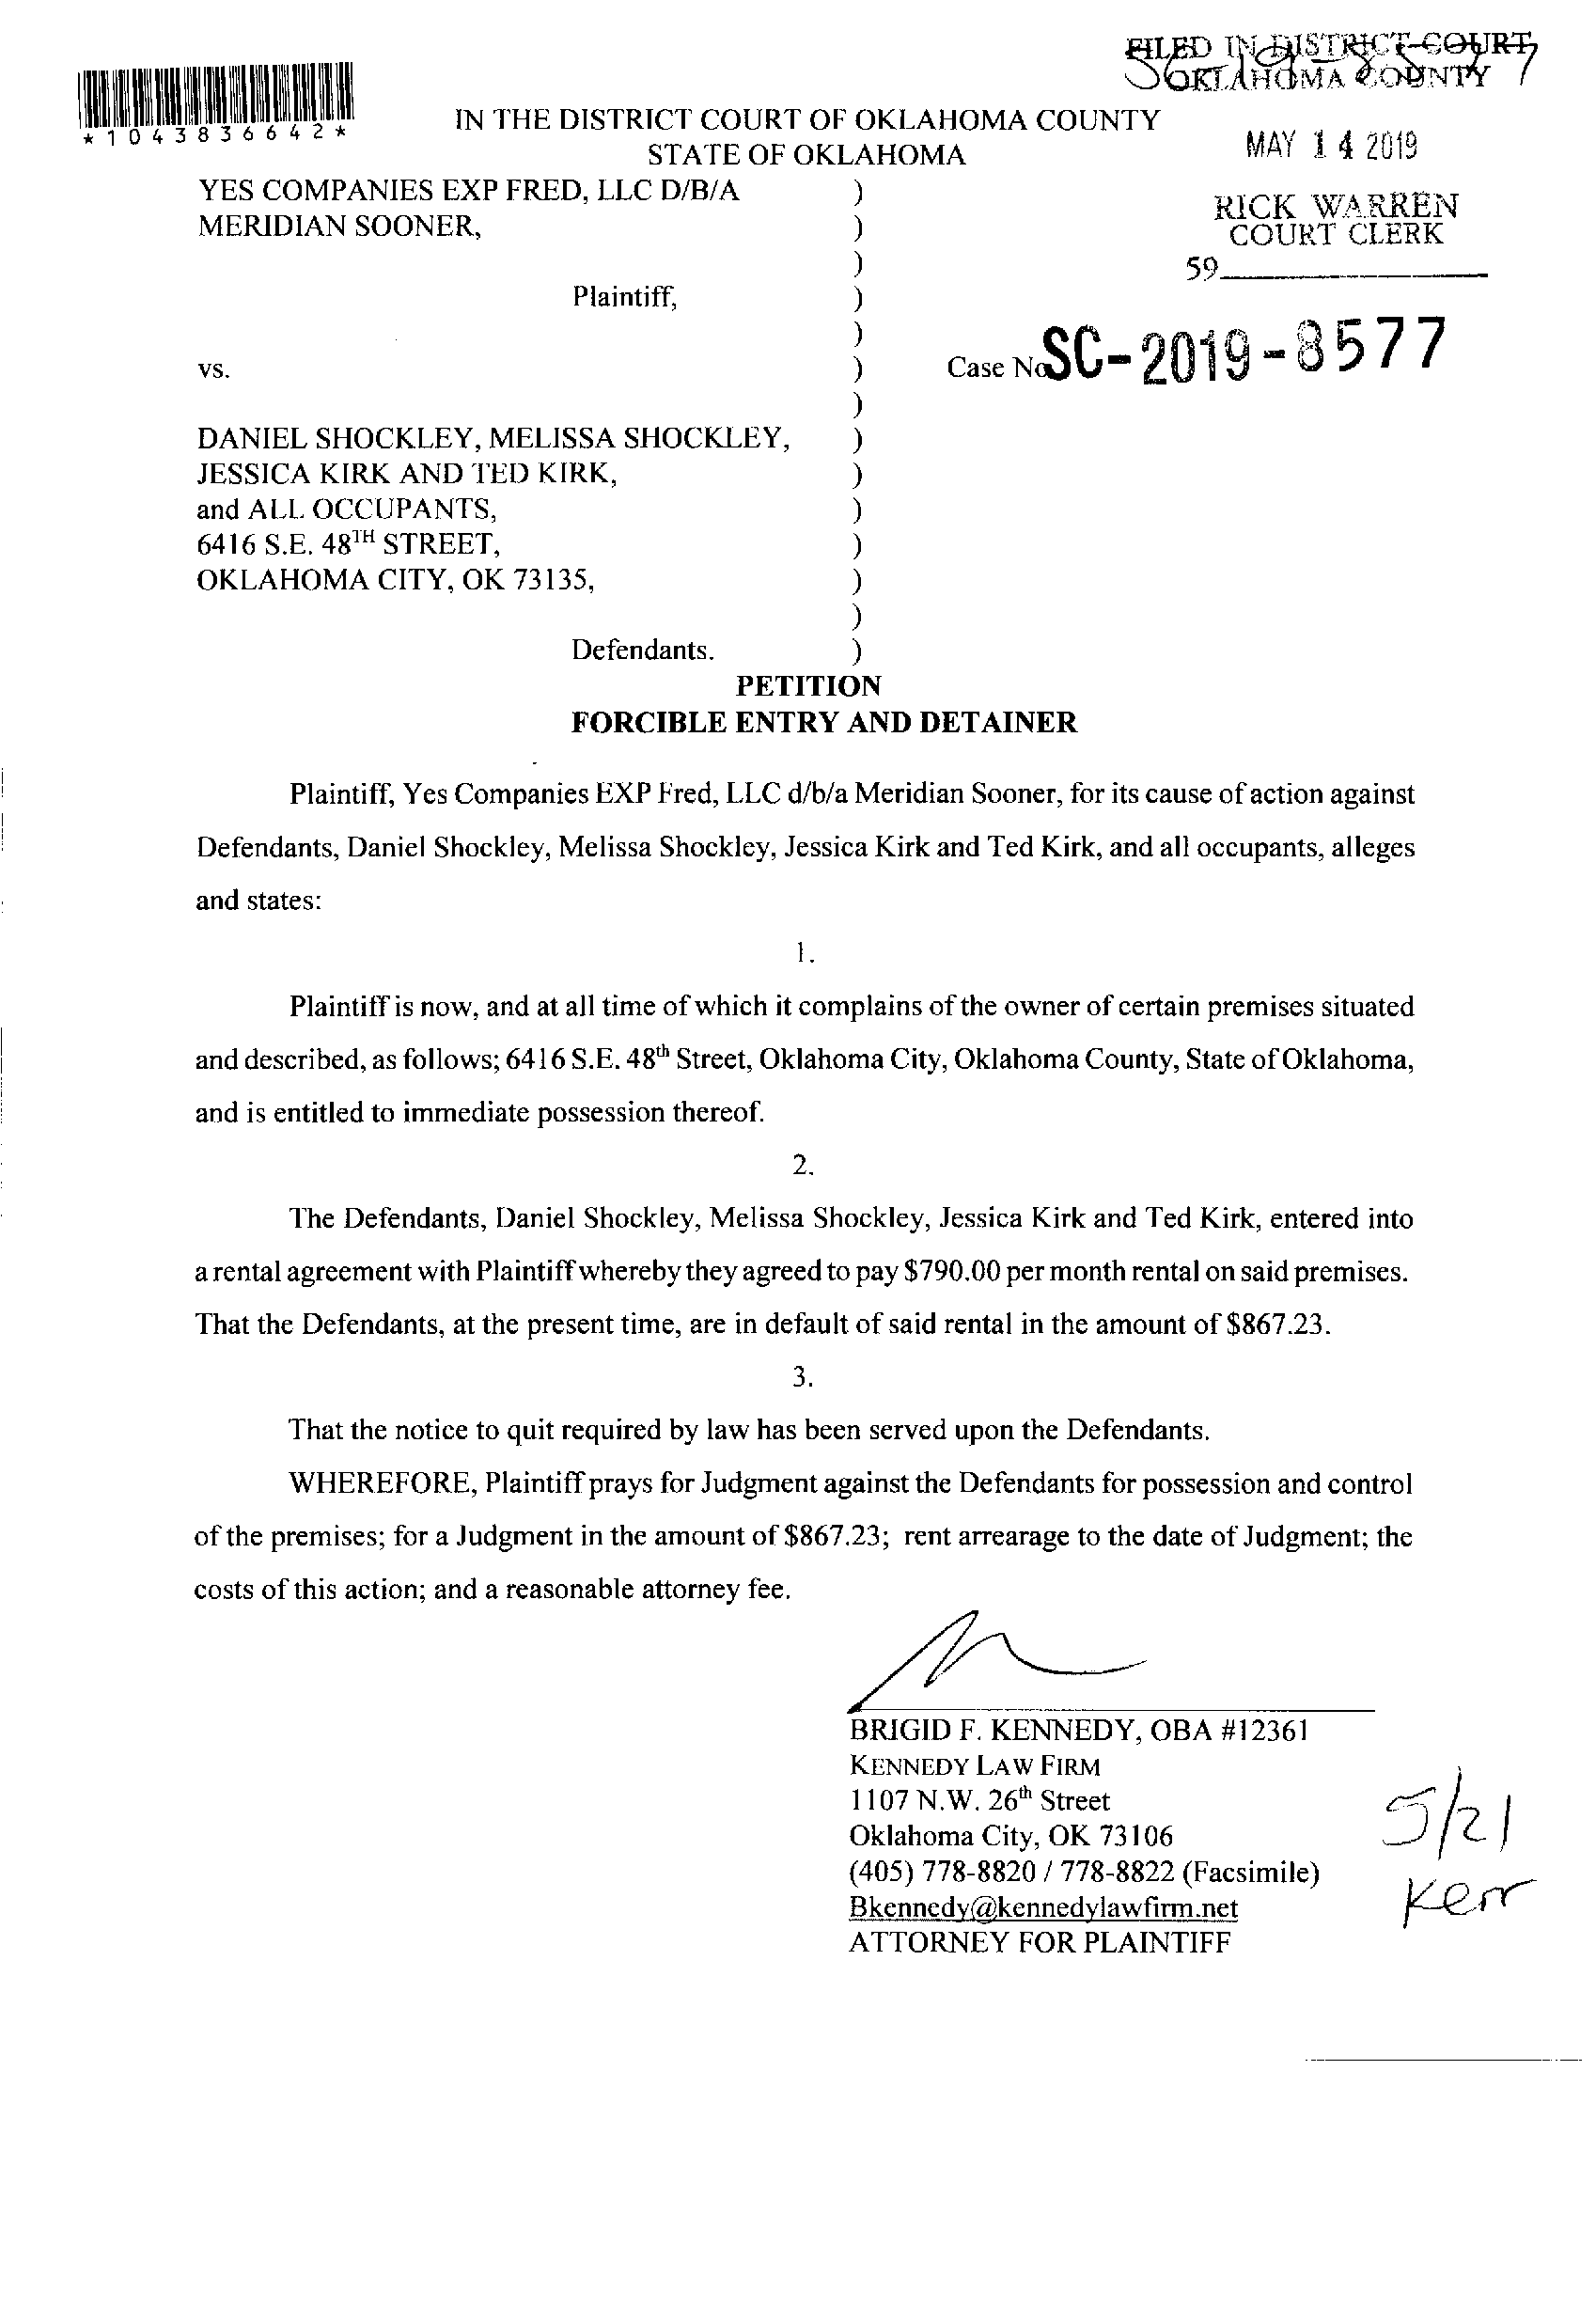 FILED IN DISTRICT COURT
OKLAHOMA COUNTY
SC-19-8577
*1043836642*
IN THE DISTRICT COURT OF OKLAHOMA COUNTY
STATE OF OKLAHOMA
MAY 14 2019
RICK WARREN
COURT CLERK
59
YES COMPANIES EXP FRED, LLC D/B/A )
MERIDIAN SOONER, )
)
Plaintiff, )
)
vs. ) Case No. SC-2019-8577
)
DANIEL SHOCKLEY, MELISSA SHOCKLEY, )
JESSICA KIRK AND TED KIRK, )
and ALL OCCUPANTS, )
6416 S.E. 48TH STREET, )
OKLAHOMA CITY, OK 73135, )
)
Defendants. )
PETITION
FORCIBLE ENTRY AND DETAINER
Plaintiff, Yes Companies EXP Fred, LLC d/b/a Meridian Sooner, for its cause of action against
Defendants, Daniel Shockley, Melissa Shockley, Jessica Kirk and Ted Kirk, and all occupants, alleges
and states:
1.
Plaintiff is now, and at all time of which it complains of the owner of certain premises situated
and described, as follows; 6416 S.E. 48th Street, Oklahoma City, Oklahoma County, State of Oklahoma,
and is entitled to immediate possession thereof.
2.
The Defendants, Daniel Shockley, Melissa Shockley, Jessica Kirk and Ted Kirk, entered into
a rental agreement with Plaintiff whereby they agreed to pay $790.00 per month rental on said premises.
That the Defendants, at the present time, are in default of said rental in the amount of $867.23.
3.
That the notice to quit required by law has been served upon the Defendants.
WHEREFORE, Plaintiff prays for Judgment against the Defendants for possession and control
of the premises; for a Judgment in the amount of $867.23; rent arrearage to the date of Judgment; the
costs of this action; and a reasonable attorney fee.
BRIGID F. KENNEDY, OBA #12361
KENNEDY LAW FIRM
1107 N.W. 26th Street
Oklahoma City, OK 73106
(405) 778-8820 / 778-8822 (Facsimile)
Bkennedy@kennedylawfirm.net
ATTORNEY FOR PLAINTIFF
5/21
Kerr